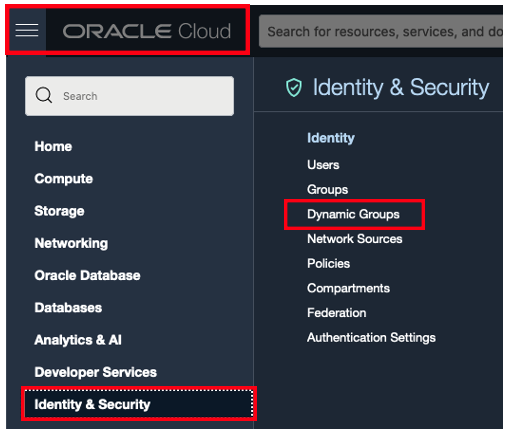 ORACLE Cloud
Search for resources, services, and do
Search
Home
Compute
Storage
Networking
Oracle Database
Databases
Analytics & AI
Developer Services
Identity & Security
Identity & Security
Identity
Users
Groups
Dynamic Groups
Network Sources
Policies
Compartments
Federation
Authentication Settings